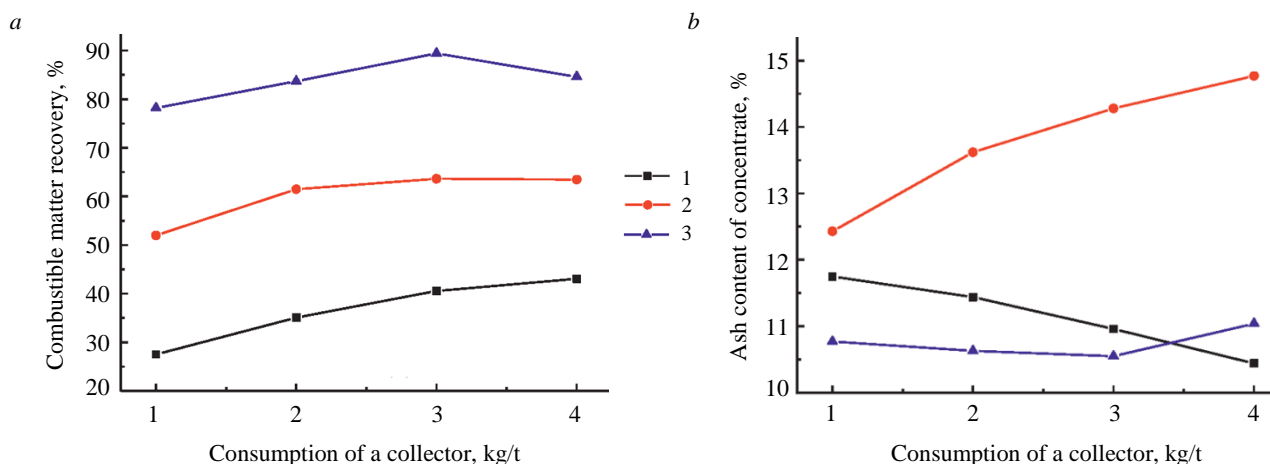 a
Combustible matter recovery, %
90
80
70
60
50
40
30
20
1 2 3 4
Consumption of a collector, kg/t
1
2
3
b
Ash content of concentrate, %
15
14
13
12
11
10
1 2 3 4
Consumption of a collector, kg/t